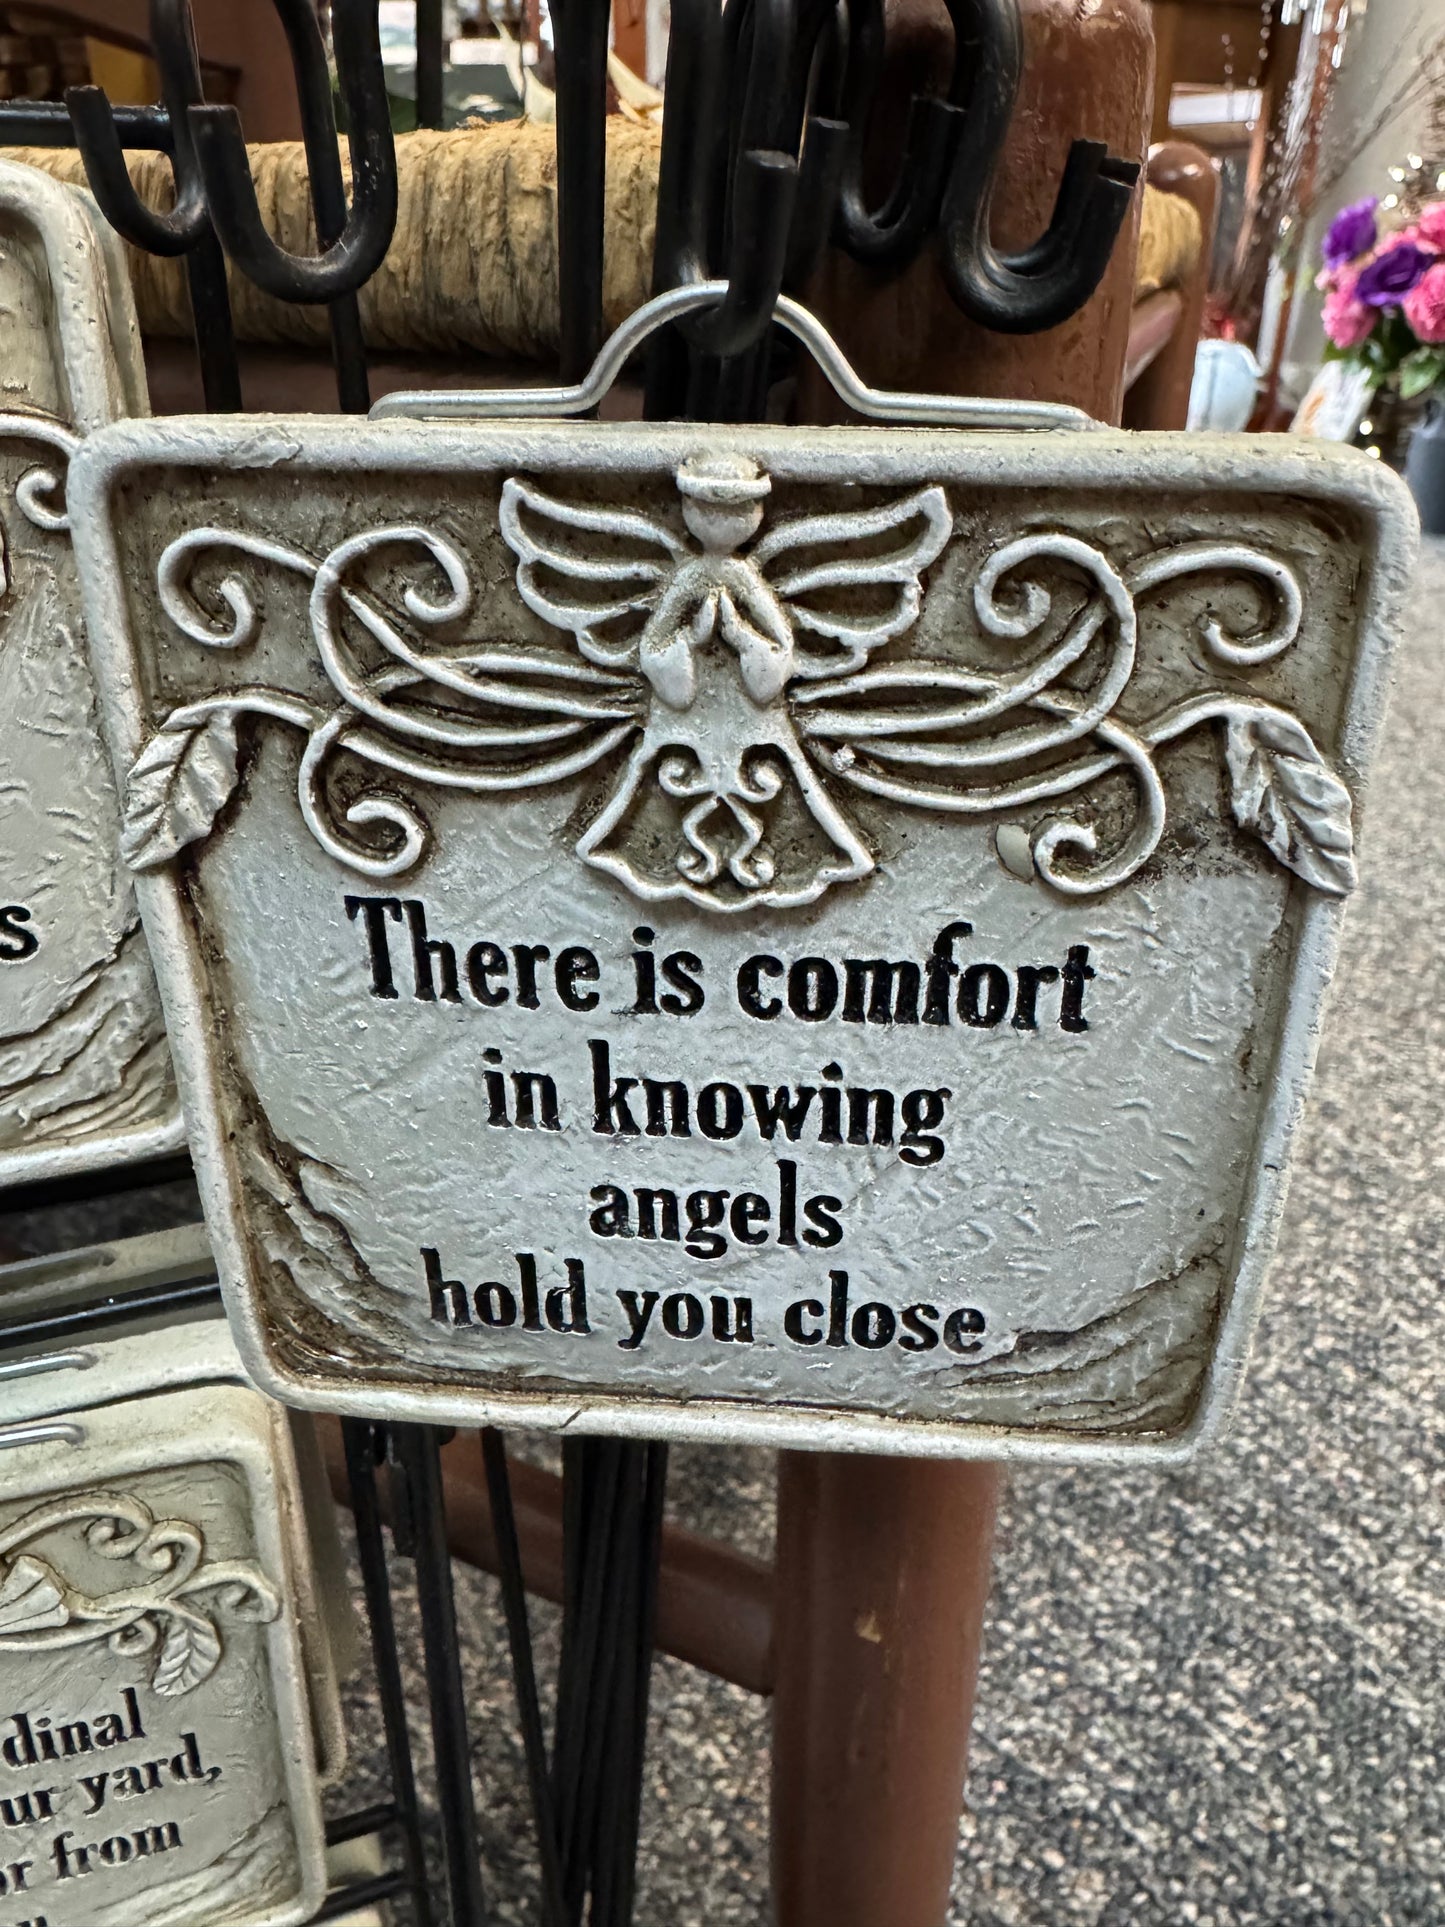 There is comfort
in knowing
angels
hold you close
s
dinal
ur yard,
r from